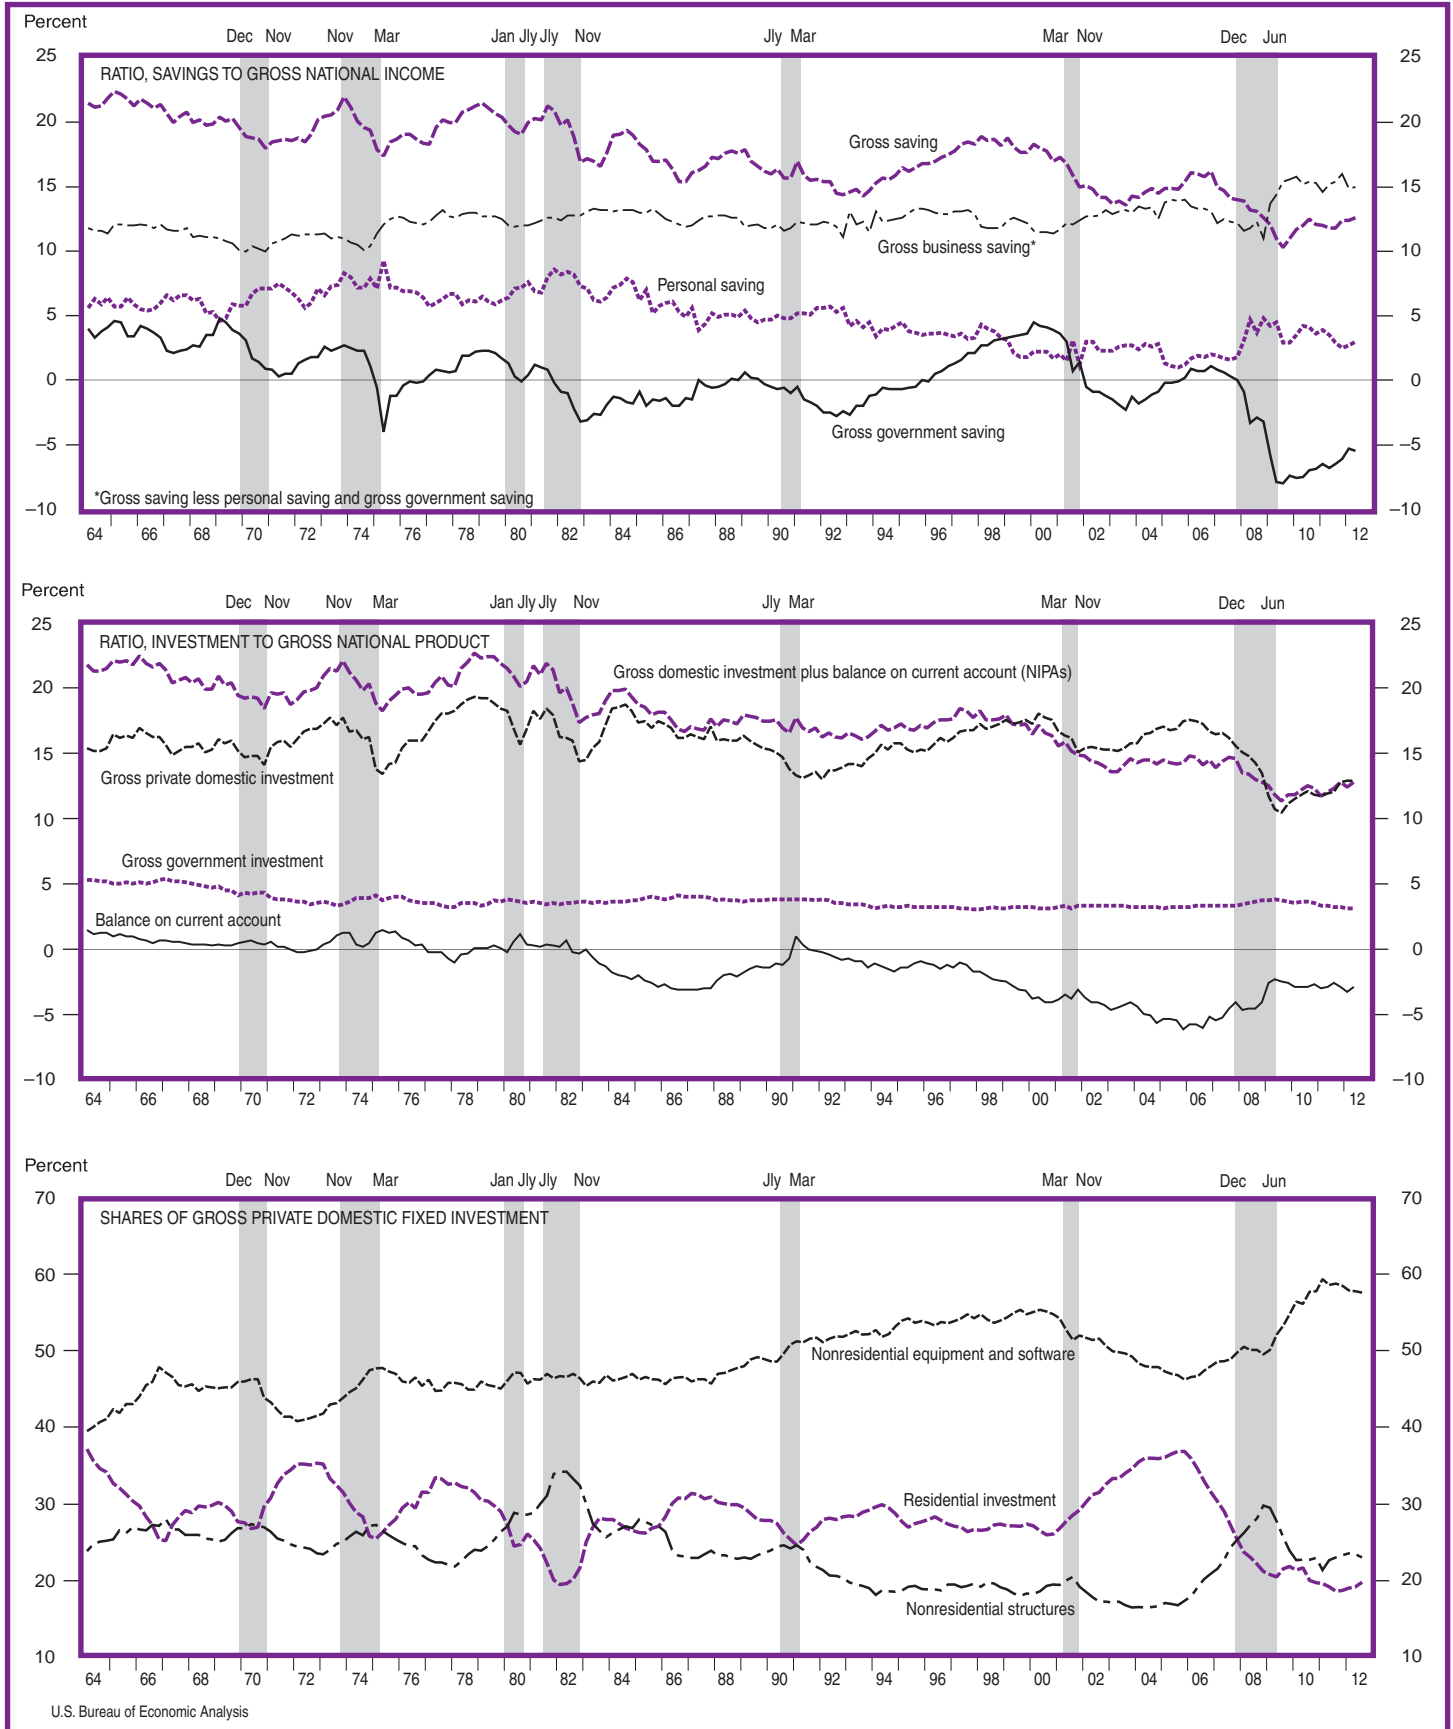 Percent
Dec Nov Nov Mar Jan Jly Jly Nov Jly Mar Mar Nov Dec Jun
25 25
RATIO, SAVINGS TO GROSS NATIONAL INCOME
20 20
Gross saving
15 15
10 10
Gross business saving*
Personal saving
5 5
0 0
Gross government saving
–5 –5
*Gross saving less personal saving and gross government saving
–10 –10
64 66 68 70 72 74 76 78 80 82 84 86 88 90 92 94 96 98 00 02 04 06 08 10 12
Percent
Dec Nov Nov Mar Jan Jly Jly Nov Jly Mar Mar Nov Dec Jun
25 25
RATIO, INVESTMENT TO GROSS NATIONAL PRODUCT
Gross domestic investment plus balance on current account (NIPAs)
20 20
15 15
Gross private domestic investment
10 10
Gross government investment
5 5
Balance on current account
0 0
–5 –5
–10 –10
64 66 68 70 72 74 76 78 80 82 84 86 88 90 92 94 96 98 00 02 04 06 08 10 12
Percent
Dec Nov Nov Mar Jan Jly Jly Nov Jly Mar Mar Nov Dec Jun
70 70
SHARES OF GROSS PRIVATE DOMESTIC FIXED INVESTMENT
60 60
50 50
Nonresidential equipment and software
40 40
Residential investment
30 30
20 20
Nonresidential structures
10 10
64 66 68 70 72 74 76 78 80 82 84 86 88 90 92 94 96 98 00 02 04 06 08 10 12
U.S. Bureau of Economic Analysis